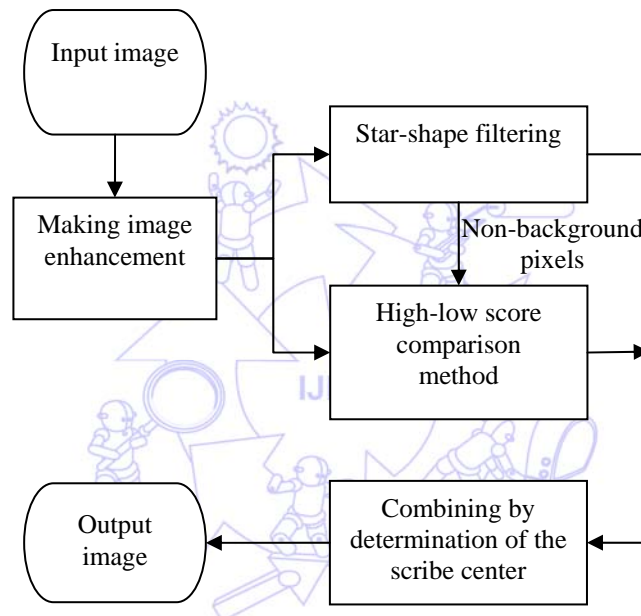 Input image
Star-shape filtering
Making image
enhancement
Non-background
pixels
High-low score
comparison
method
Output
image
Combining by
determination of the
scribe center